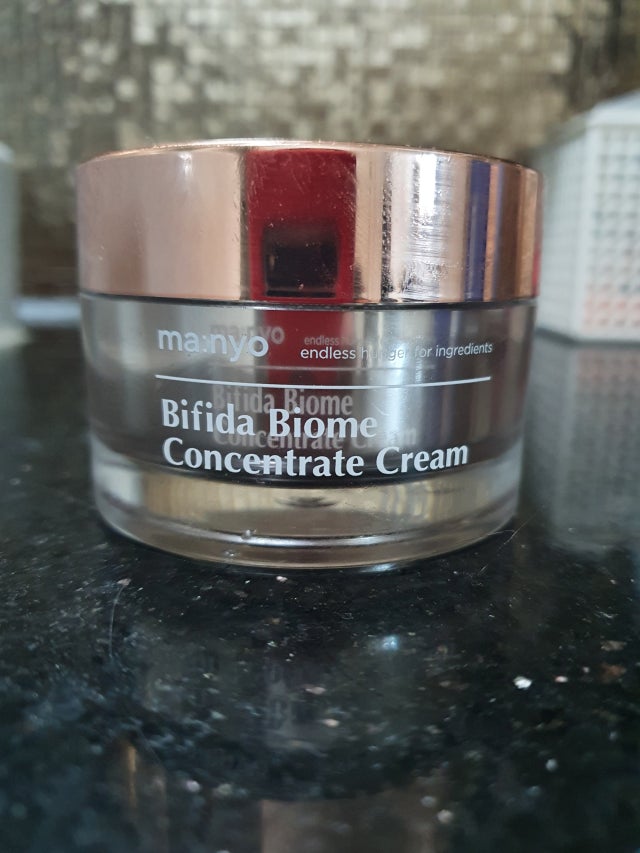 ma:nyo
endless hunger for ingredients
Bifida Biome
Concentrate Cream